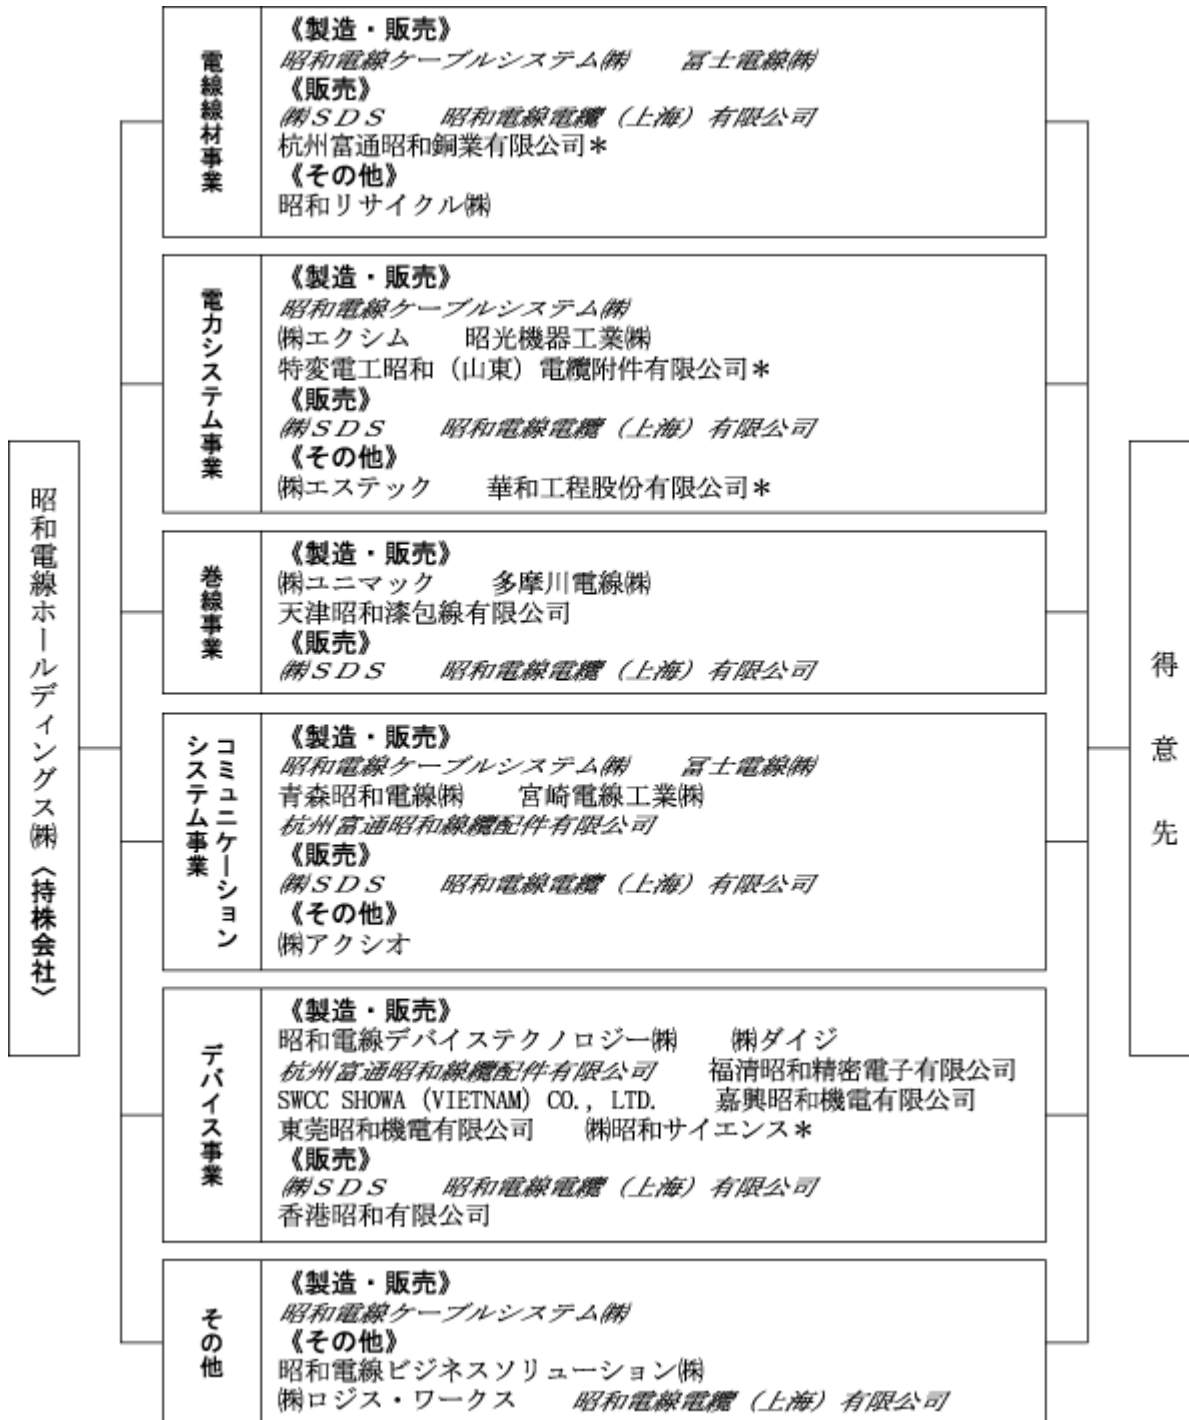 昭和電線ホールディングス㈱〈持株会社〉
電線線材事業
《製造・販売》
昭和電線ケーブルシステム㈱　冨士電線㈱
《販売》
㈱ＳＤＳ　昭和電線電纜（上海）有限公司
杭州富通昭和銅業有限公司＊
《その他》
昭和リサイクル㈱
電力システム事業
《製造・販売》
昭和電線ケーブルシステム㈱
㈱エクシム　昭光機器工業㈱
特変電工昭和（山東）電纜附件有限公司＊
《販売》
㈱ＳＤＳ　昭和電線電纜（上海）有限公司
《その他》
㈱エステック　華和工程股份有限公司＊
巻線事業
《製造・販売》
㈱ユニマック　多摩川電線㈱
天津昭和漆包線有限公司
《販売》
㈱ＳＤＳ　昭和電線電纜（上海）有限公司
コミュニケーション
システム事業
《製造・販売》
昭和電線ケーブルシステム㈱　冨士電線㈱
青森昭和電線㈱　宮崎電線工業㈱
杭州富通昭和線纜配件有限公司
《販売》
㈱ＳＤＳ　昭和電線電纜（上海）有限公司
《その他》
㈱アクシオ
デバイス事業
《製造・販売》
昭和電線デバイステクノロジー㈱　㈱ダイジ
杭州富通昭和線纜配件有限公司　福清昭和精密電子有限公司
SWCC SHOWA (VIETNAM) CO., LTD.　嘉興昭和機電有限公司
東莞昭和機電有限公司　㈱昭和サイエンス＊
《販売》
㈱ＳＤＳ　昭和電線電纜（上海）有限公司
香港昭和有限公司
その他
《製造・販売》
昭和電線ケーブルシステム㈱
《その他》
昭和電線ビジネスソリューション㈱
㈱ロジス・ワークス　昭和電線電纜（上海）有限公司
得意先